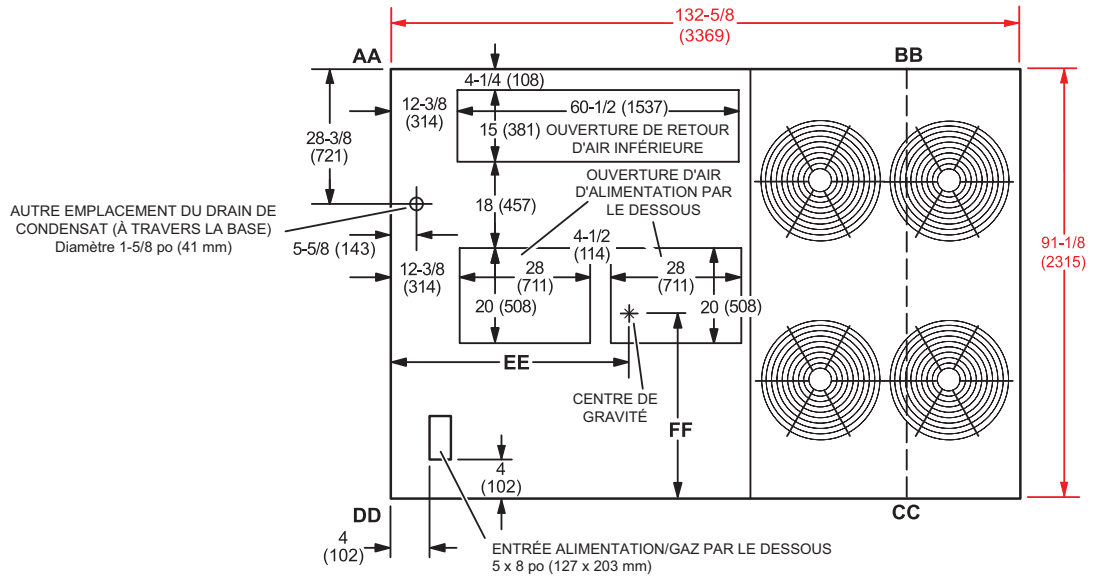 132-5/8
(3369)
AA
BB
4-1/4 (108)
12-3/8
(314)
60-1/2 (1537)
28-3/8
(721)
15 (381)
OUVERTURE DE RETOUR
D'AIR INFÉRIEURE
OUVERTURE D'AIR
D'ALIMENTATION PAR
LE DESSOUS
18 (457)
AUTRE EMPLACEMENT DU DRAIN DE
CONDENSAT (À TRAVERS LA BASE)
Diamètre 1-5/8 po (41 mm)
5-5/8 (143)
4-1/2
(114)
91-1/8
(2315)
12-3/8
(314)
28
(711)
28
(711)
20 (508)
20 (508)
EE
CENTRE DE
GRAVITÉ
FF
4
(102)
DD
CC
4
(102)
ENTRÉE ALIMENTATION/GAZ PAR LE DESSOUS
5 x 8 po (127 x 203 mm)